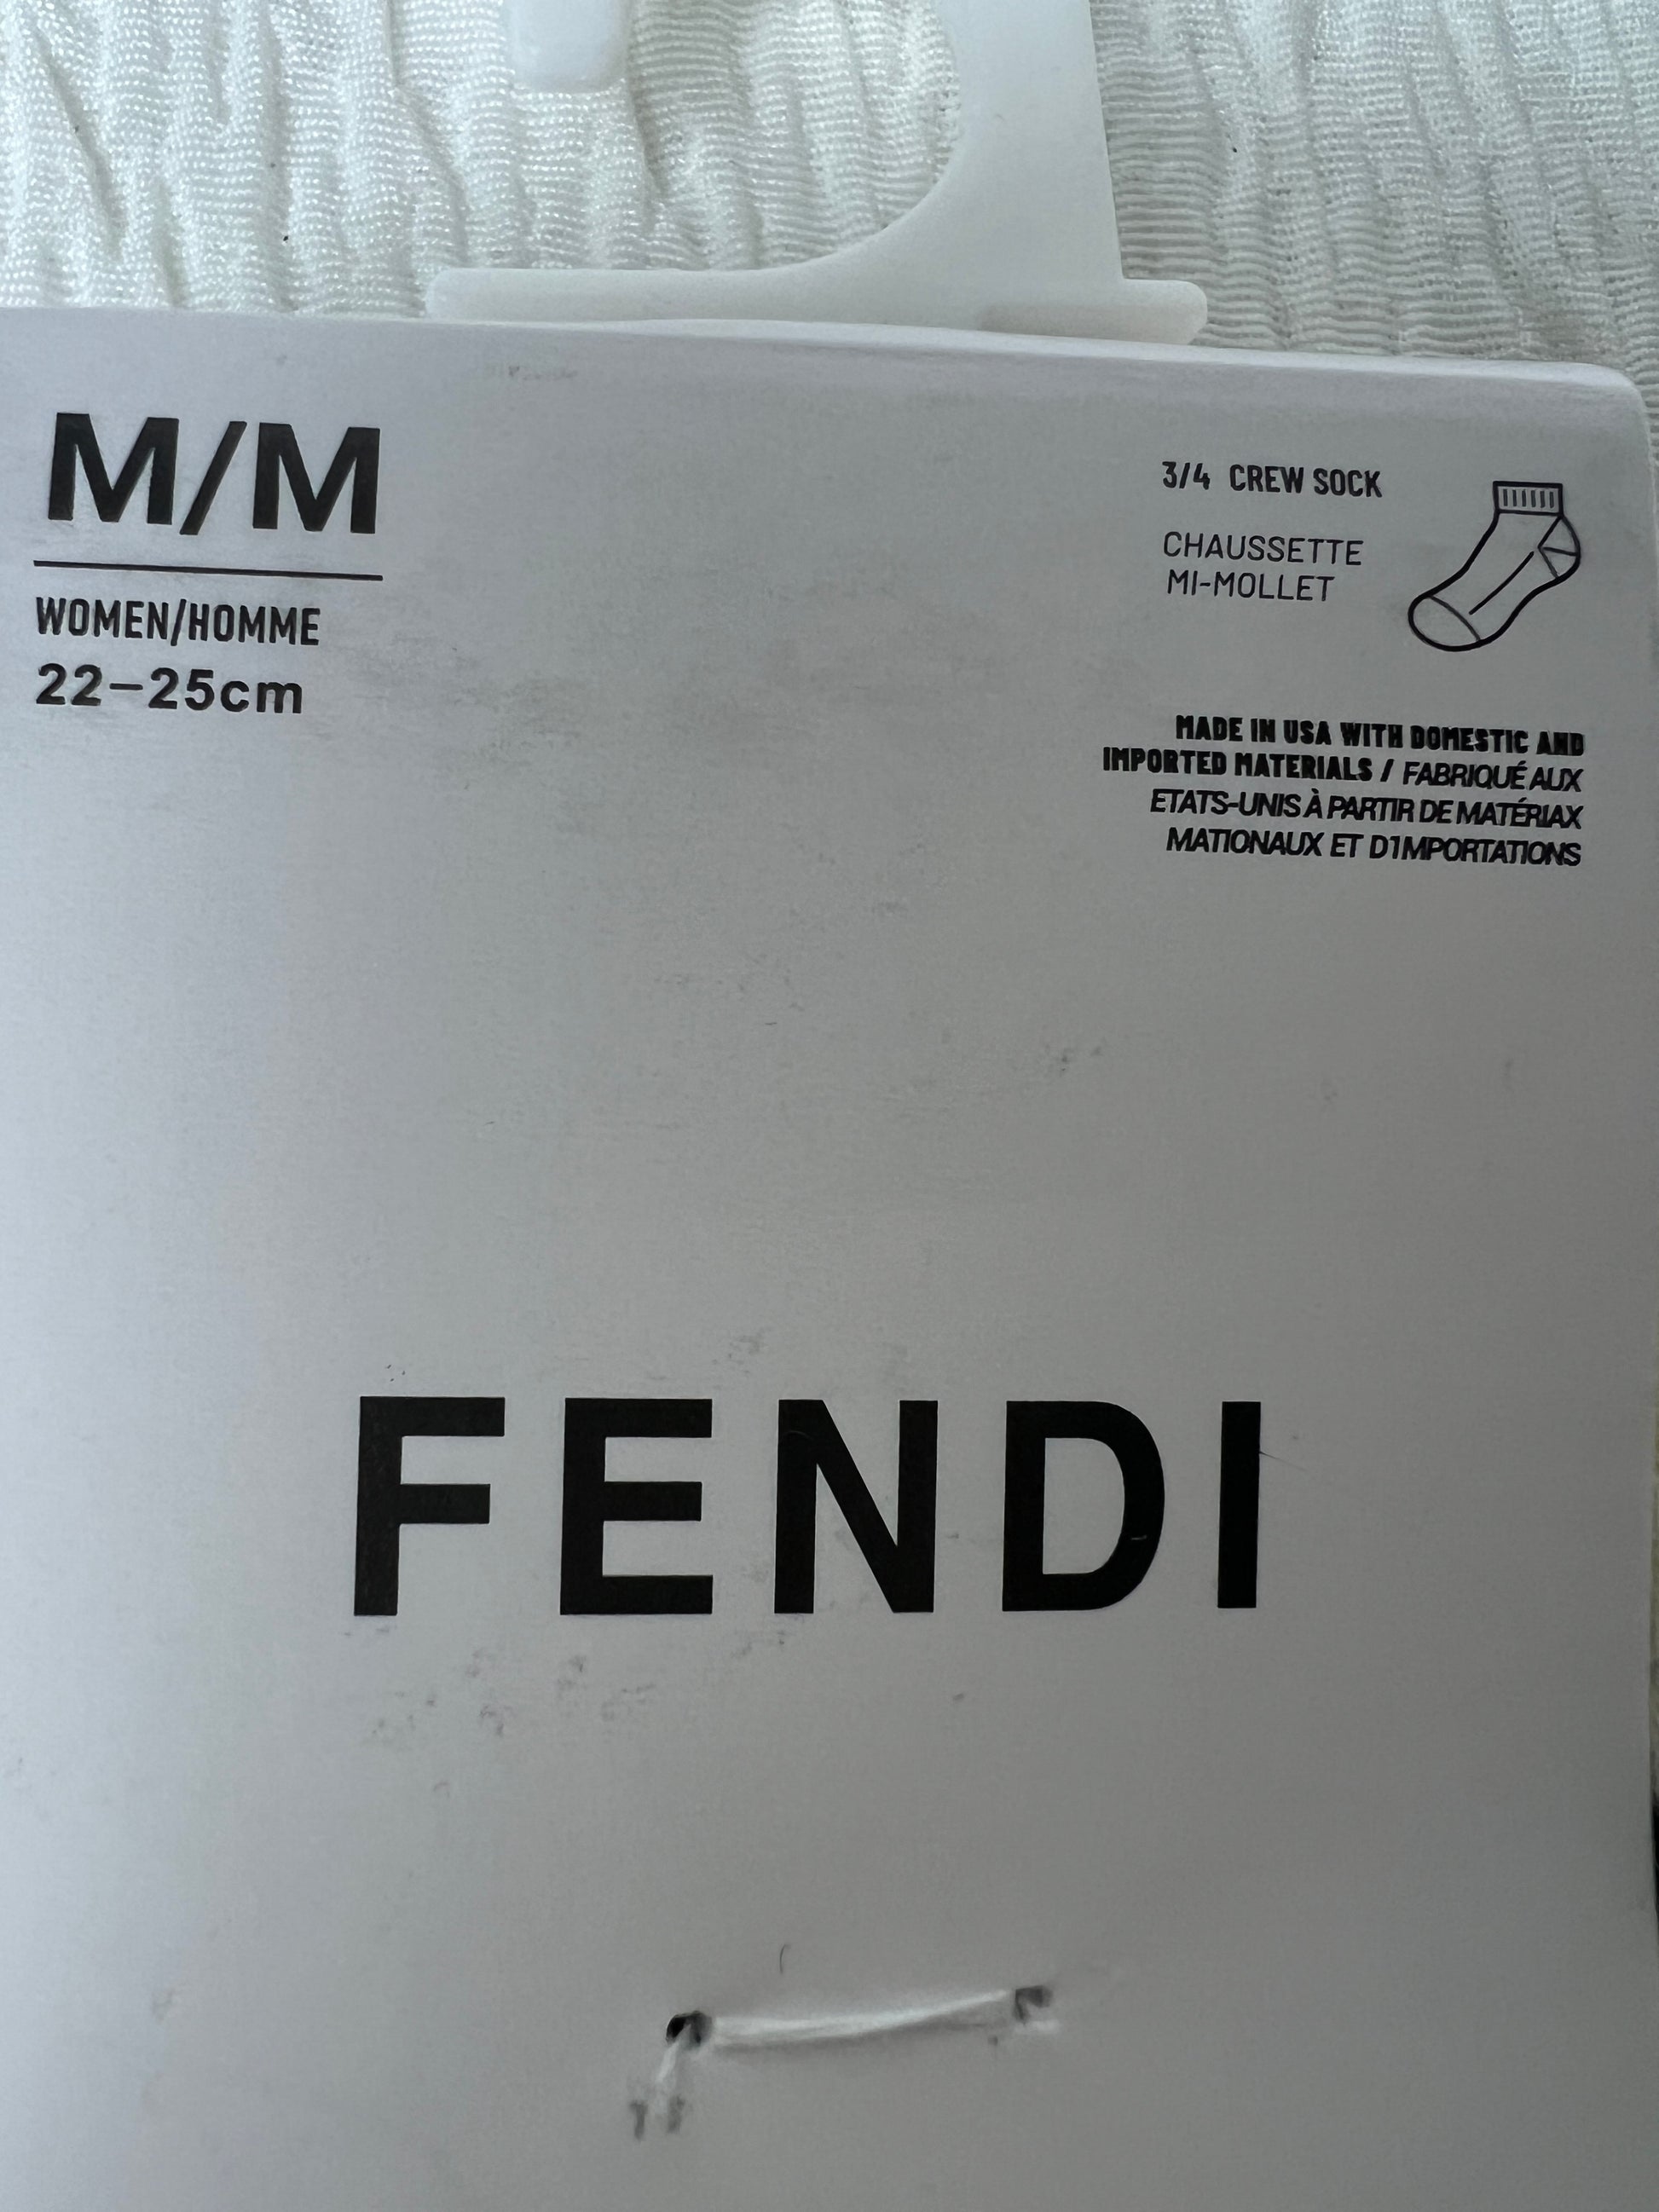 M/M
WOMEN/HOMME
22-25cm
3/4 CREW SOCK
CHAUSSETTE
MI-MOLLET
MADE IN USA WITH DOMESTIC AND
IMPORTED MATERIALS / FABRIQUÉ AUX
ETATS-UNIS À PARTIR DE MATÉRIAX
MATIONAUX ET D1MPORTATIONS
FENDI